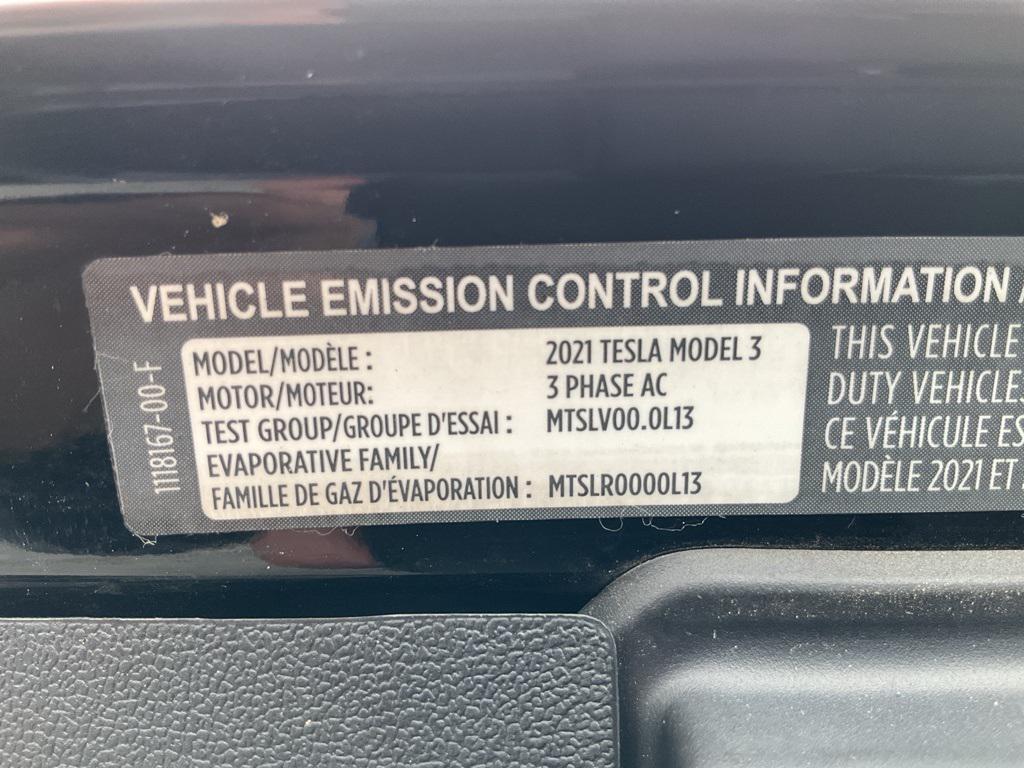 VEHICLE EMISSION CONTROL INFORMATION
1118167-00-F
MODEL/MODÈLE : 2021 TESLA MODEL 3
MOTOR/MOTEUR: 3 PHASE AC
TEST GROUP/GROUPE D'ESSAI : MTSLV00.0L13
EVAPORATIVE FAMILY/
FAMILLE DE GAZ D'ÉVAPORATION : MTSLR0000L13
THIS VEHICLE
DUTY VEHICLES
CE VÉHICULE
MODÈLE 2021 ET